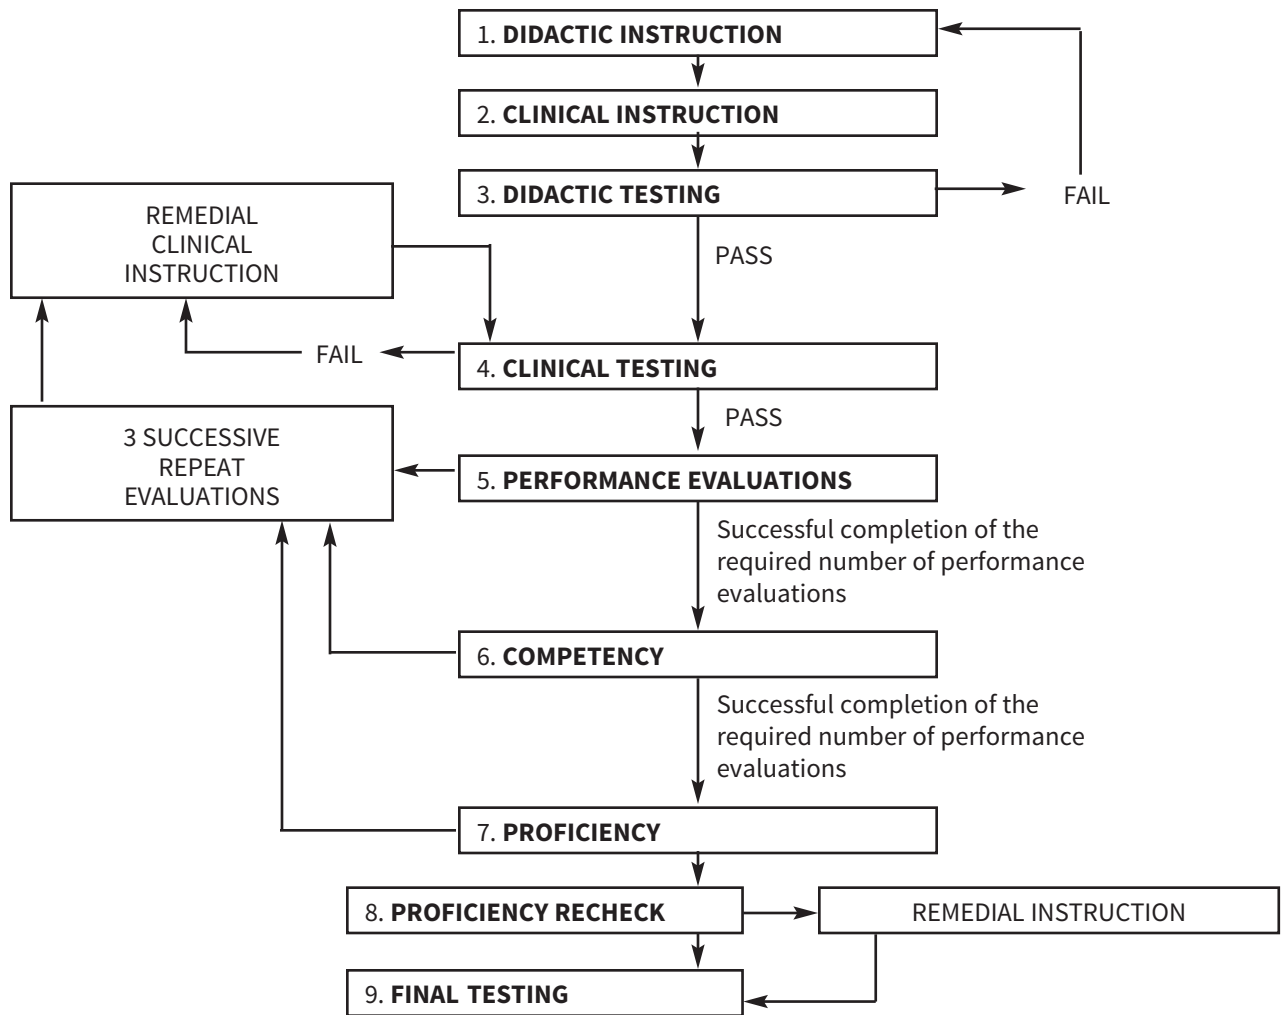 1. DIDACTIC INSTRUCTION
2. CLINICAL INSTRUCTION
3. DIDACTIC TESTING
FAIL
REMEDIAL
CLINICAL
INSTRUCTION
PASS
FAIL
4. CLINICAL TESTING
PASS
3 SUCCESSIVE
REPEAT
EVALUATIONS
5. PERFORMANCE EVALUATIONS
Successful completion of the
required number of performance
evaluations
6. COMPETENCY
Successful completion of the
required number of performance
evaluations
7. PROFICIENCY
8. PROFICIENCY RECHECK
REMEDIAL INSTRUCTION
9. FINAL TESTING